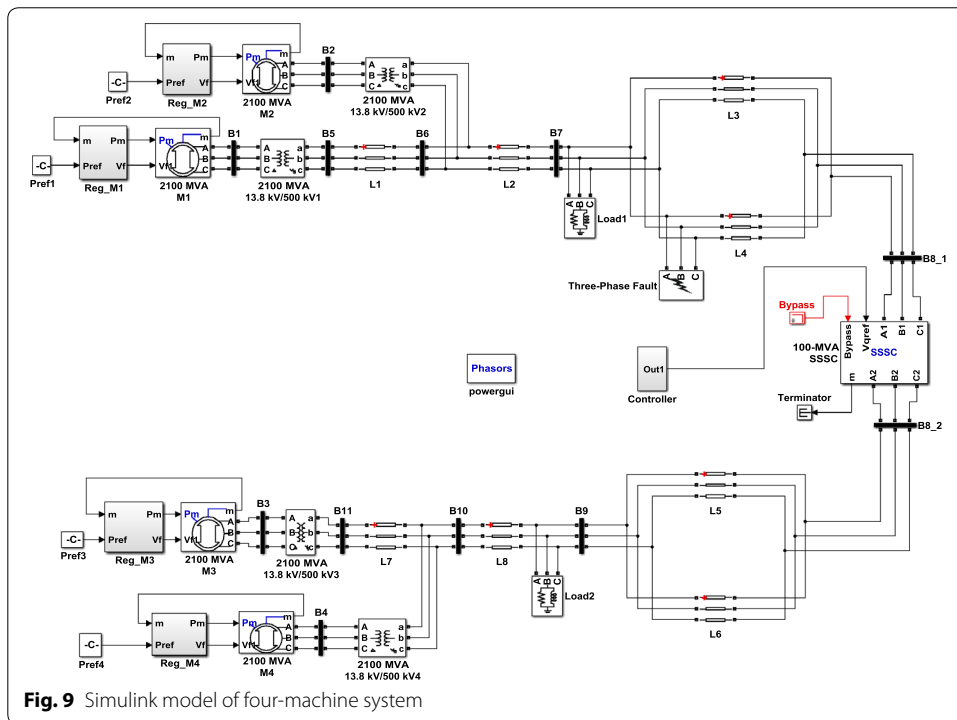 m
Pref
Pm
Vf
Reg_M2
-C-
Pref2
Pm
m
A
Vf1
B
C
2100 MVA
M2
B2
A
B
C
a
b
c
2100 MVA
13.8 kV/500 kV2
m
Pref
Pm
Vf
Reg_M1
-C-
Pref1
Pm
m
A
Vf1
B
C
2100 MVA
M1
B1
A
B
C
a
b
c
2100 MVA
13.8 kV/500 kV1
B5
L1
B6
L2
B7
A
B
C
Load1
L3
L4
A
B
C
Three-Phase Fault
B8_1
Bypass
Bypass
Vqref
A1
B1
C1
100-MVA
SSSC
SSSC
m
A2
B2
C2
Terminator
B8_2
Out1
Controller
Phasors
powergui
m
Pref
Pm
Vf
Reg_M3
-C-
Pref3
Pm
m
A
Vf1
B
C
2100 MVA
M3
B3
A
B
C
a
b
c
2100 MVA
13.8 kV/500 kV3
B11
L7
B10
L8
B9
A
B
C
Load2
L5
L6
m
Pref
Pm
Vf
Reg_M4
-C-
Pref4
Pm
m
A
Vf1
B
C
2100 MVA
M4
B4
A
B
C
a
b
c
2100 MVA
13.8 kV/500 kV4
Fig. 9 Simulink model of four-machine system